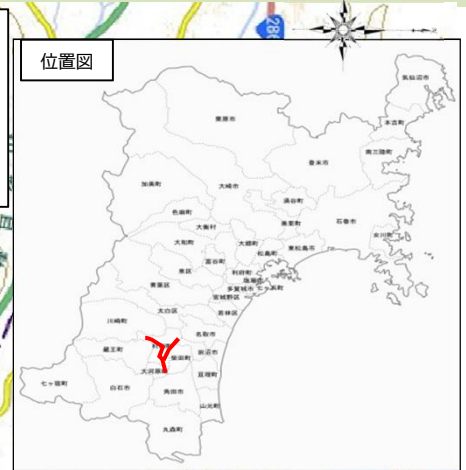 286
位置図
気仙沼市
本吉町
南三陸町
栗原市
登米市
加美町
大崎市
涌谷町
石巻市
女川町
色麻町
美里町
大衡村
大和町
大郷町
松島町
東松島市
富谷町
利府町
泉区
塩竈市
多賀城市
七ヶ浜町
青葉区
宮城野区
若林区
太白区
川崎町
名取市
蔵王町
村田町
柴田町
岩沼市
大河原町
亘理町
七ヶ宿町
白石市
角田市
山元町
丸森町